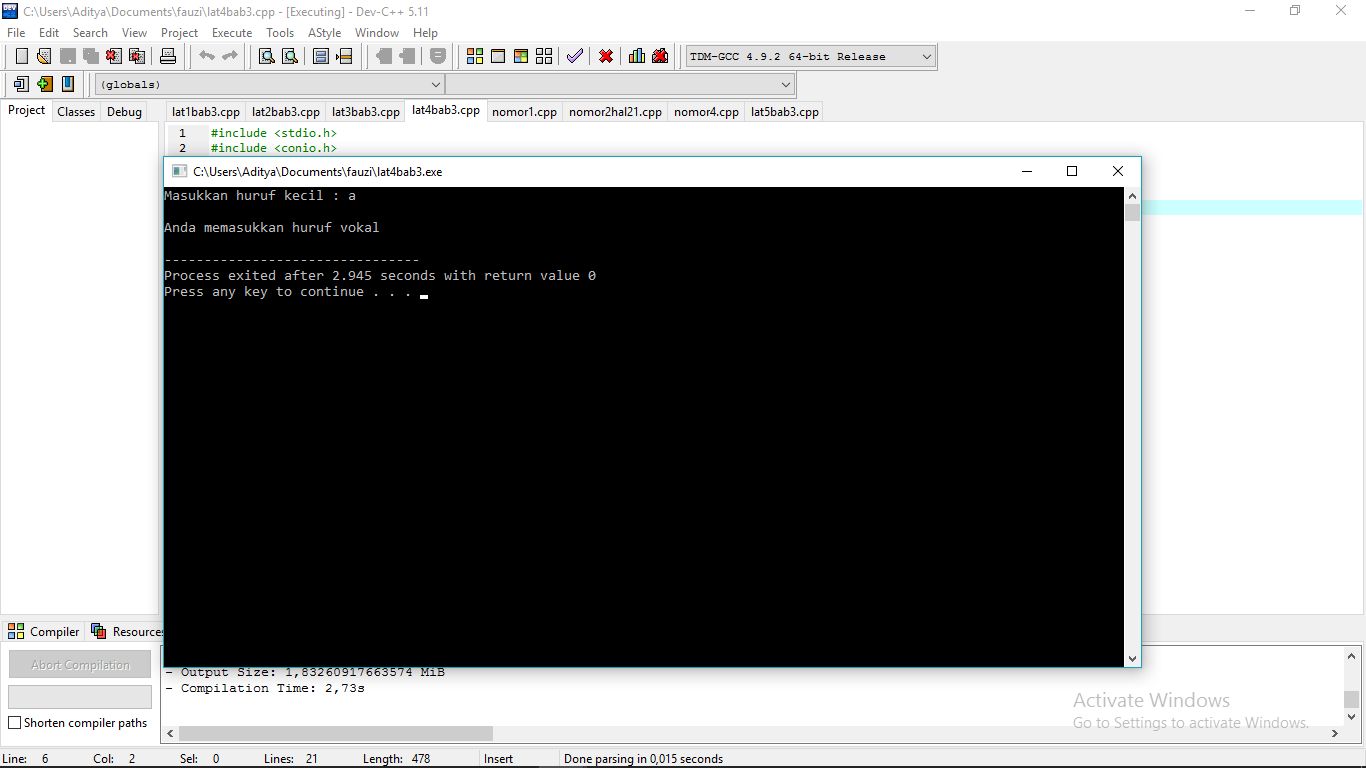 DEV C:\Users\Aditya\Documents\fauzi\lat4bab3.cpp - [Executing] - Dev-C++ 5.11
File Edit Search View Project Execute Tools AStyle Window Help
TDM-GCC 4.9.2 64-bit Release
(globals)
Project Classes Debug lat1bab3.cpp lat2bab3.cpp lat3bab3.cpp lat4bab3.cpp nomor1.cpp nomor2hal21.cpp nomor4.cpp lat5bab3.cpp
1 #include <stdio.h>
2 #include <conio.h>
C:\Users\Aditya\Documents\fauzi\lat4bab3.exe
Masukkan huruf kecil : a
Anda memasukkan huruf vokal
--------------------------------
Process exited after 2.945 seconds with return value 0
Press any key to continue . . .
Compiler Resources
Abort Compilation
- Output Size: 1,83260917663574 MiB
- Compilation Time: 2,73s
Shorten compiler paths
Activate Windows
Go to Settings to activate Windows.
Line: 6 Col: 2 Sel: 0 Lines: 21 Length: 478 Insert Done parsing in 0,015 seconds